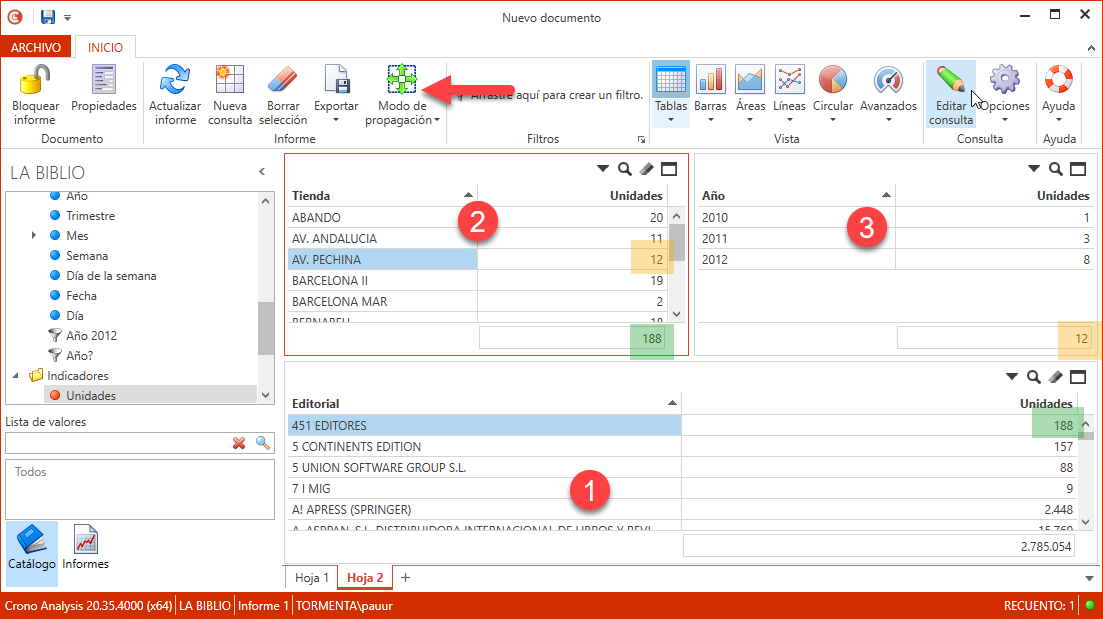 Nuevo documento
ARCHIVO INICIO
Bloquear informe
Propiedades
Actualizar informe
Nueva consulta
Borrar selección
Exportar
Modo de propagación
Arrastre aquí para crear un filtro.
Tablas
Barras
Áreas
Líneas
Circular
Avanzados
Editar consulta
Opciones
Ayuda
Documento
Informe
Filtros
Vista
Consulta
Ayuda
LA BIBLIO
Año
Trimestre
Mes
Semana
Día de la semana
Fecha
Día
Año 2012
Año?
Indicadores
Unidades
Lista de valores
Todos
Catálogo
Informes
Tienda Unidades
2
ABANDO 20
AV. ANDALUCIA 11
AV. PECHINA 12
BARCELONA II 19
BARCELONA MAR 2
BERNABEU 18
188
Año Unidades
3
2010 1
2011 3
2012 8
12
Editorial Unidades
451 EDITORES 188
5 CONTINENTS EDITION 157
5 UNION SOFTWARE GROUP S.L. 88
7 I MIG 9
1
A! APRESS (SPRINGER) 2.448
DISTRIBUIDORA INTERNACIONAL DE LIBROS Y REVI 15.769
2.785.054
Hoja 1 Hoja 2 +
Crono Analysis 20.35.4000 (x64) LA BIBLIO Informe 1 TORMENTA\pauur RECUENTO: 1